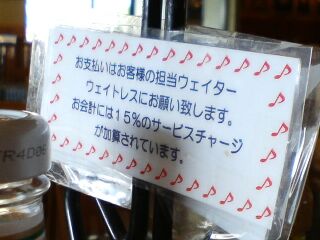 お支払いはお客様の担当ウェイター
ウェイトレスにお願い致します。
お会計には15%のサービスチャージ
が加算されています。
TR4D06